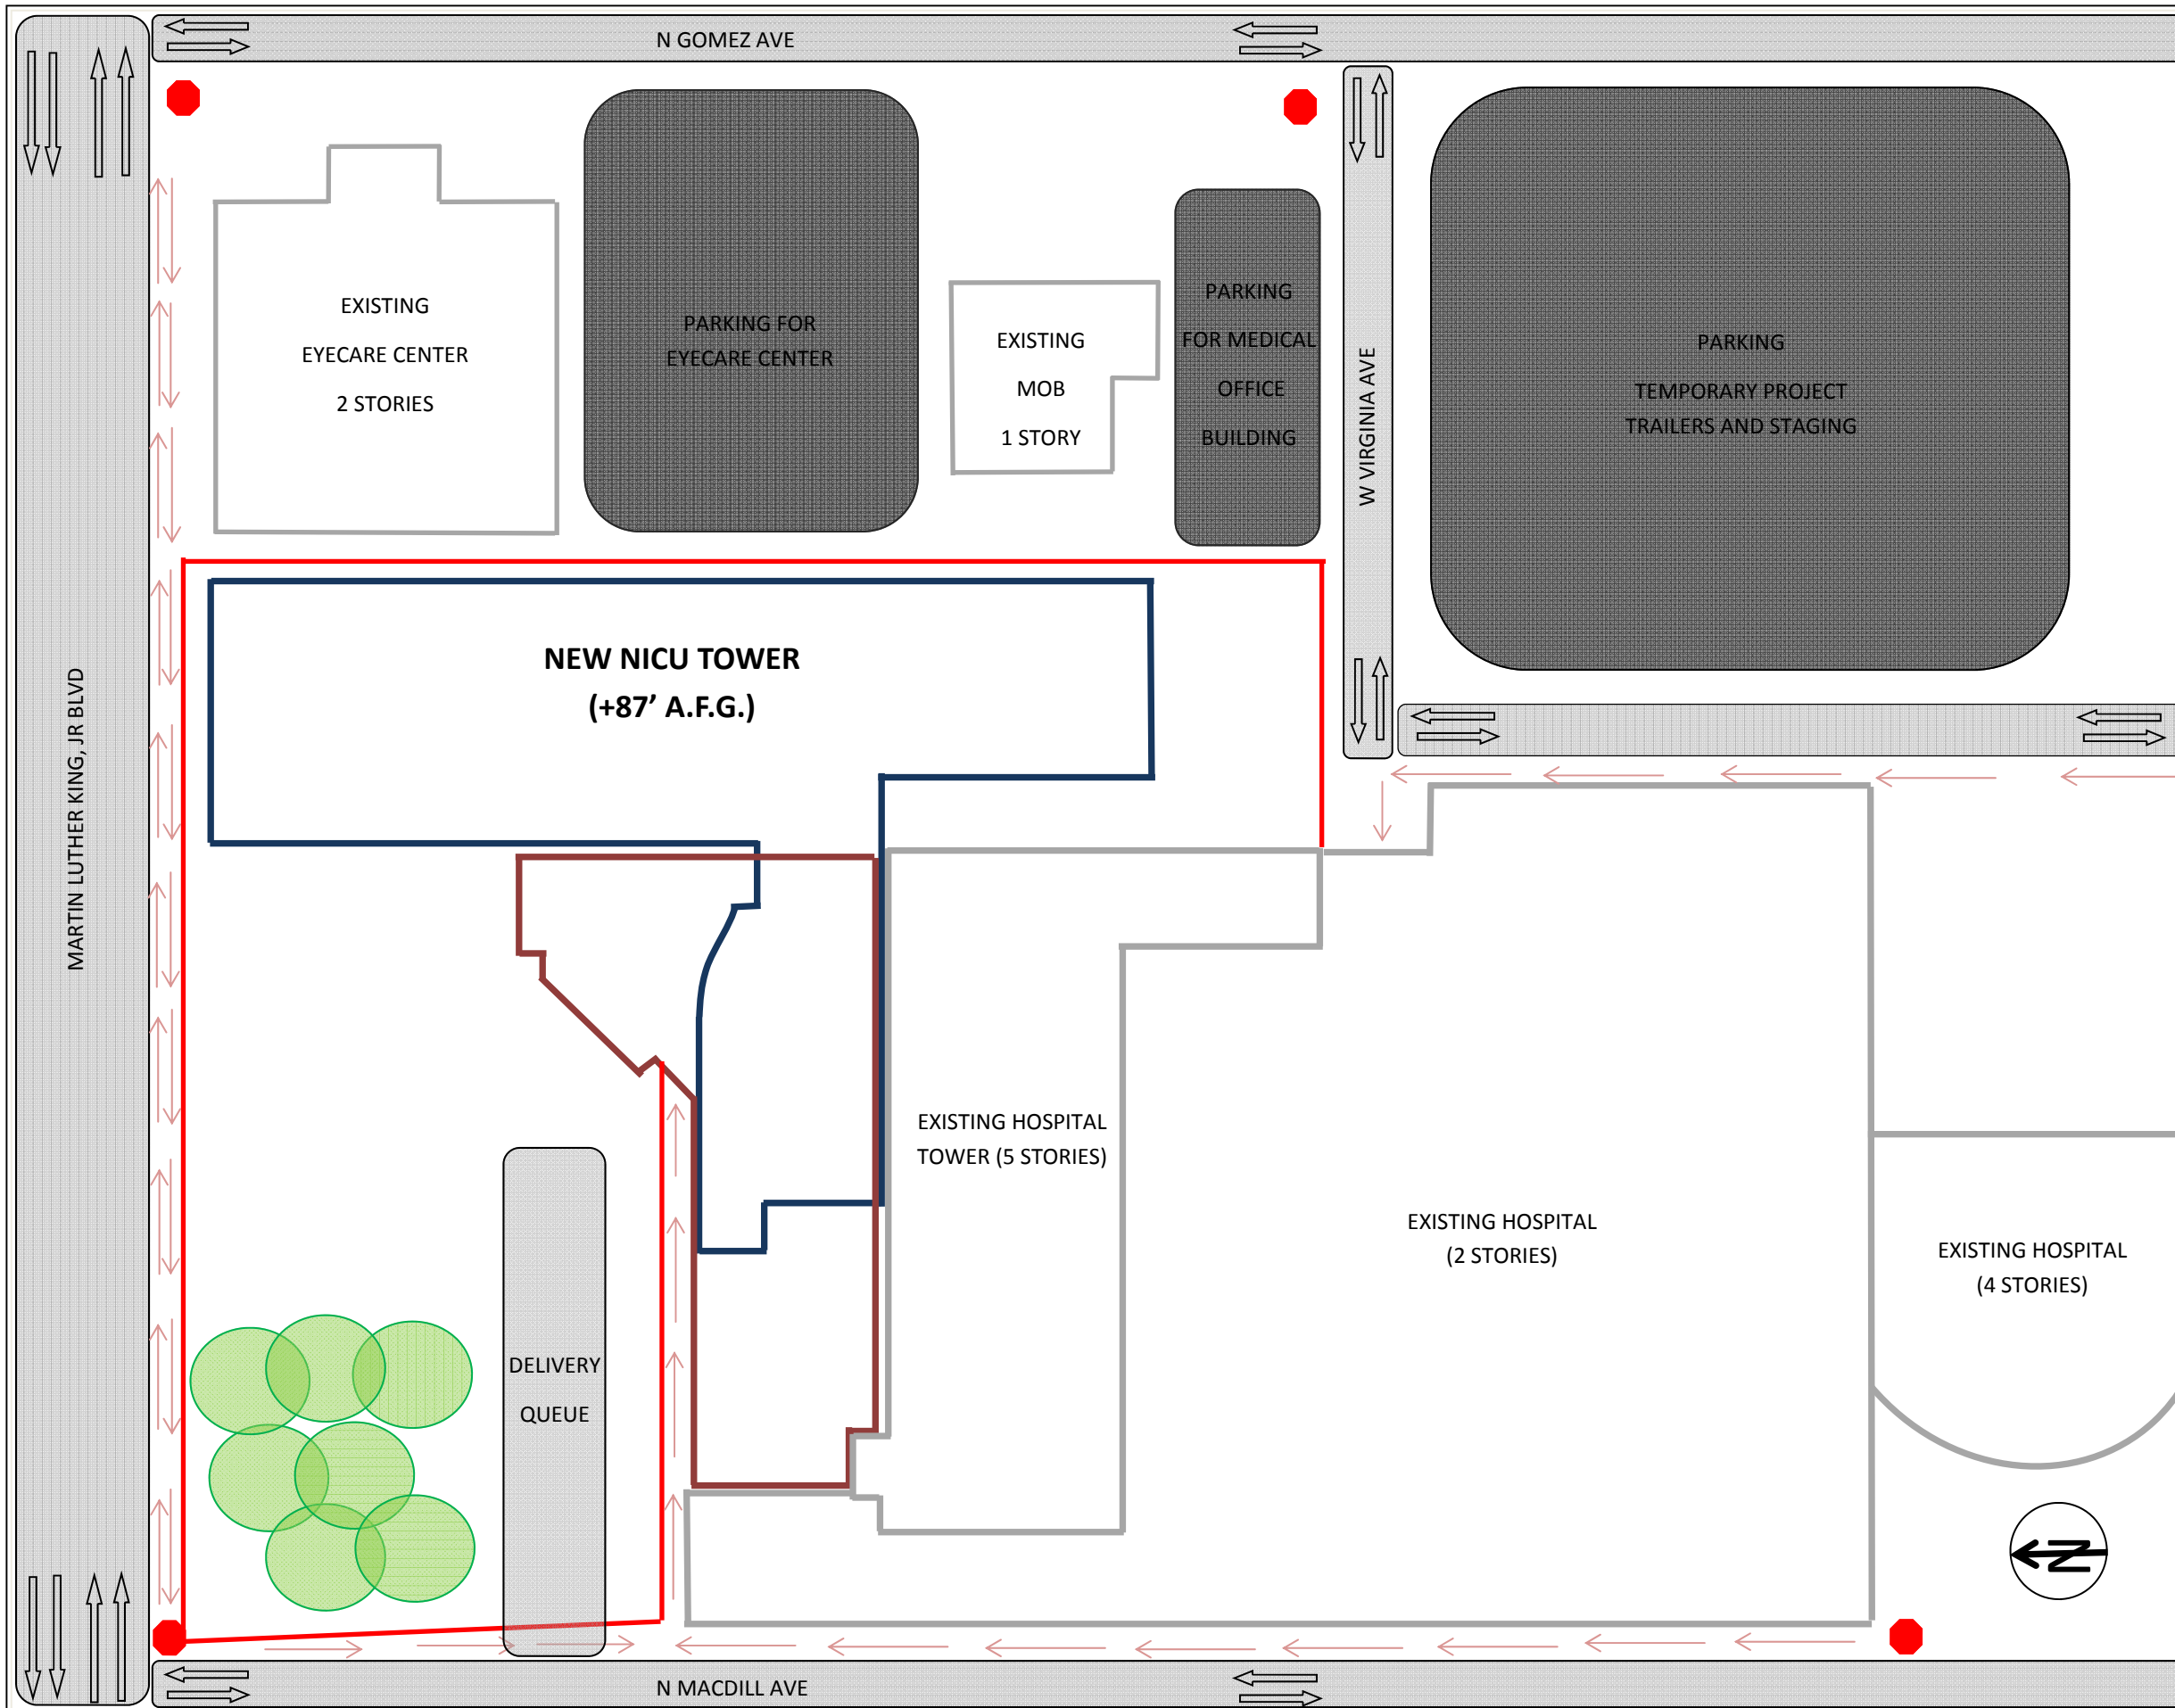 N GOMEZ AVE
EXISTING
EYECARE CENTER
2 STORIES
PARKING FOR
EYECARE CENTER
EXISTING
MOB
1 STORY
PARKING
FOR MEDICAL
OFFICE
BUILDING
W VIRGINIA AVE
PARKING
TEMPORARY PROJECT
TRAILERS AND STAGING
NEW NICU TOWER
(+87’ A.F.G.)
MARTIN LUTHER KING, JR BLVD
EXISTING HOSPITAL
TOWER (5 STORIES)
EXISTING HOSPITAL
(2 STORIES)
EXISTING HOSPITAL
(4 STORIES)
DELIVERY
QUEUE
N
N MACDILL AVE